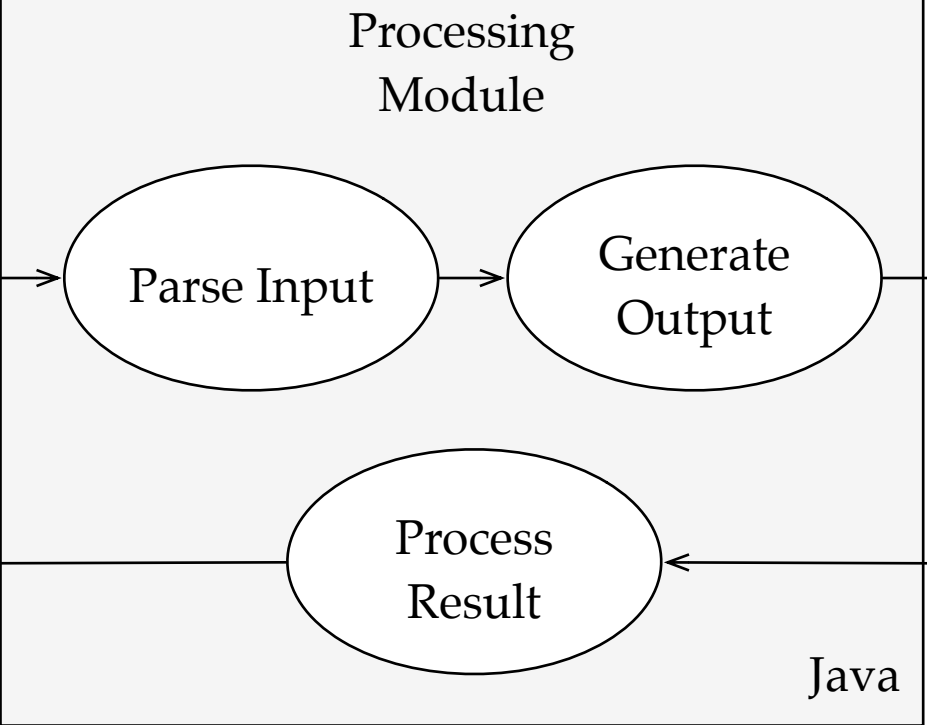 Processing
Module
Parse Input
Generate
Output
Process
Result
Java